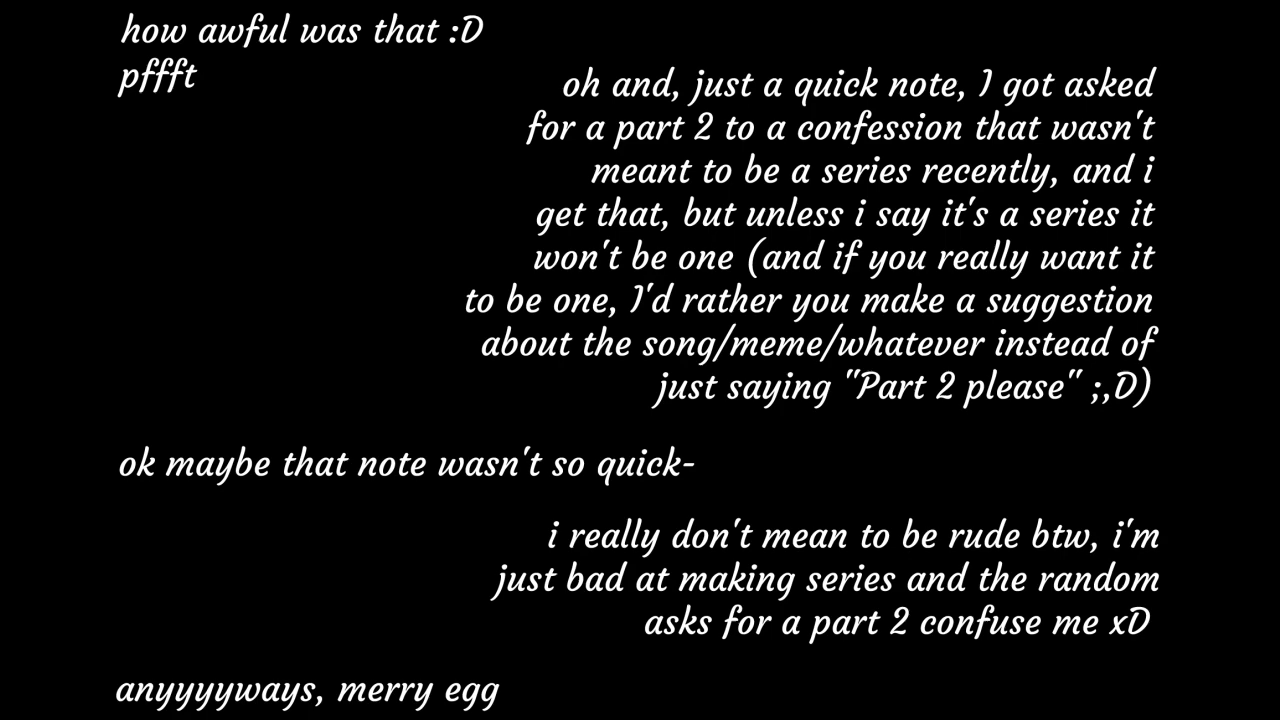 how awful was that :D
pffft
oh and, just a quick note, I got asked
for a part 2 to a confession that wasn't
meant to be a series recently, and i
get that, but unless i say it's a series it
won't be one (and if you really want it
to be one, I'd rather you make a suggestion
about the song/meme/whatever instead of
just saying "Part 2 please" ;,D)
ok maybe that note wasn't so quick-
i really don't mean to be rude btw, i'm
just bad at making series and the random
asks for a part 2 confuse me xD
anyyyyways, merry egg